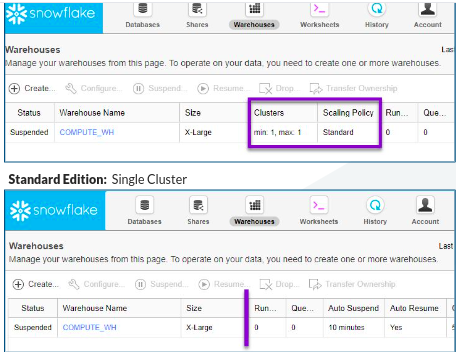 snowflake
Databases Shares Warehouses Worksheets History Account
Warehouses Las
Manage your warehouses from this page. To operate on your data, you need to create one or more warehouses.
Create... Configure... Suspend... Resume... Drop... Transfer Ownership
Status Warehouse Name Size Clusters Scaling Policy Run... Que...
Suspended COMPUTE_WH X-Large min: 1, max: 1 Standard 0 0
Standard Edition: Single Cluster
snowflake
Databases Shares Warehouses Worksheets History Account
Warehouses Last
Manage your warehouses from this page. To operate on your data, you need to create one or more warehouses.
Create... Configure... Suspend... Resume... Drop... Transfer Ownership
Status Warehouse Name Size Run... Que... Auto Suspend Auto Resume
Suspended COMPUTE_WH X-Large 0 0 10 minutes Yes